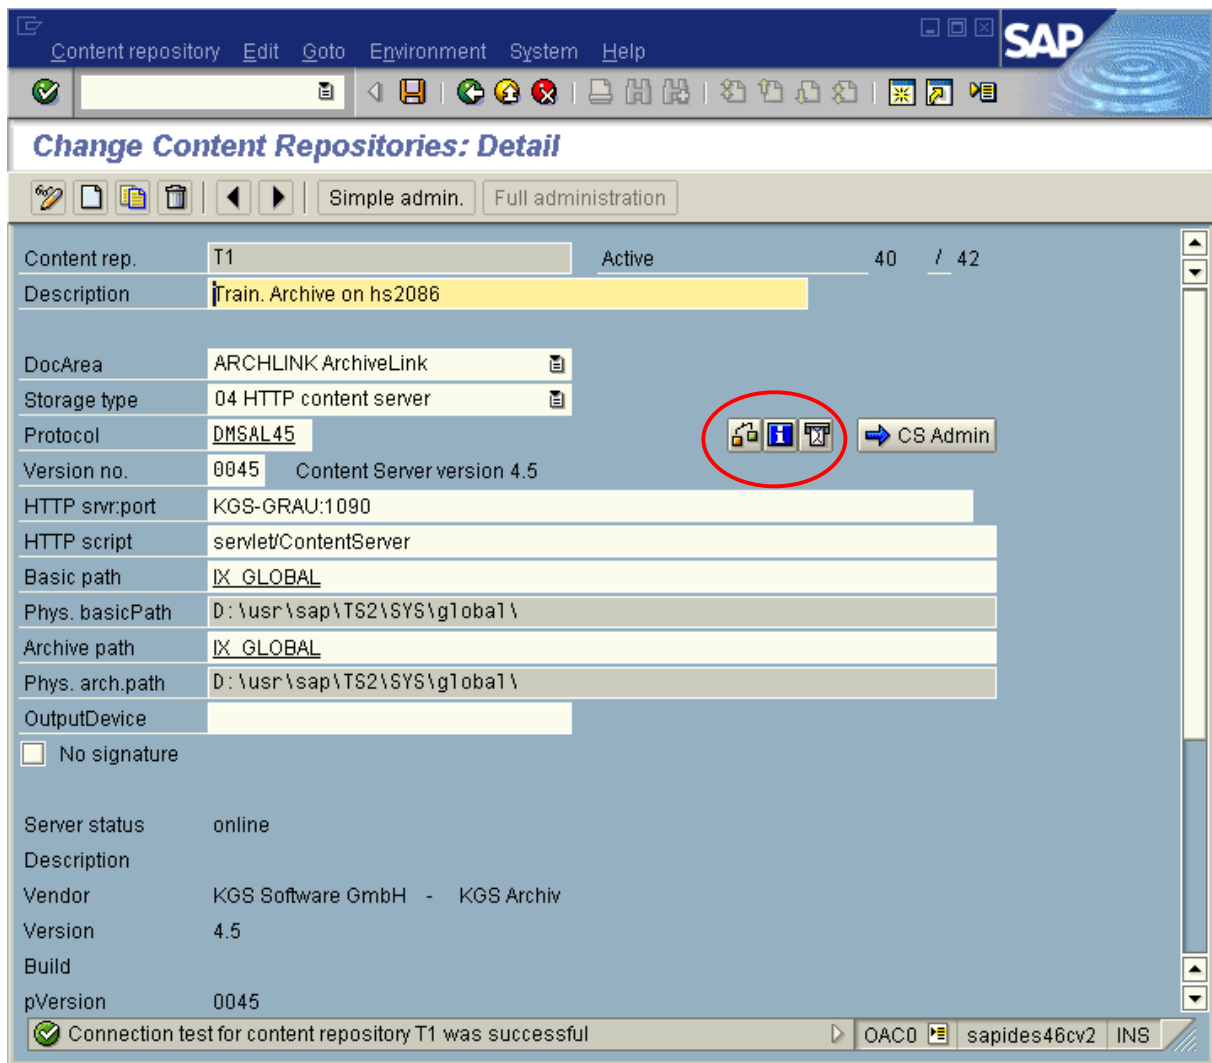 Content repository Edit Goto Environment System Help
SAP
Change Content Repositories: Detail
Simple admin. Full administration
Content rep. T1 Active 40 / 42
Description Train. Archive on hs2086
DocArea ARCHLINK ArchiveLink
Storage type 04 HTTP content server
Protocol DMSAL45 CS Admin
Version no. 0045 Content Server version 4.5
HTTP srvr:port KGS-GRAU:1090
HTTP script servlet/ContentServer
Basic path IX_GLOBAL
Phys. basicPath D:\usr\sap\TS2\SYS\global\
Archive path IX_GLOBAL
Phys. arch.path D:\usr\sap\TS2\SYS\global\
OutputDevice
No signature
Server status online
Description
Vendor KGS Software GmbH - KGS Archiv
Version 4.5
Build
pVersion 0045
Connection test for content repository T1 was successful OAC0 sapides46cv2 INS